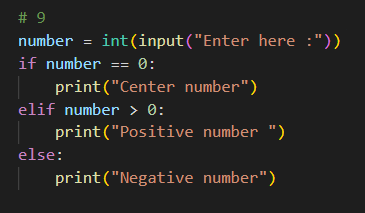 # 9
number = int(input("Enter here :"))
if number == 0:
    print("Center number")
elif number > 0:
    print("Positive number ")
else:
    print("Negative number")